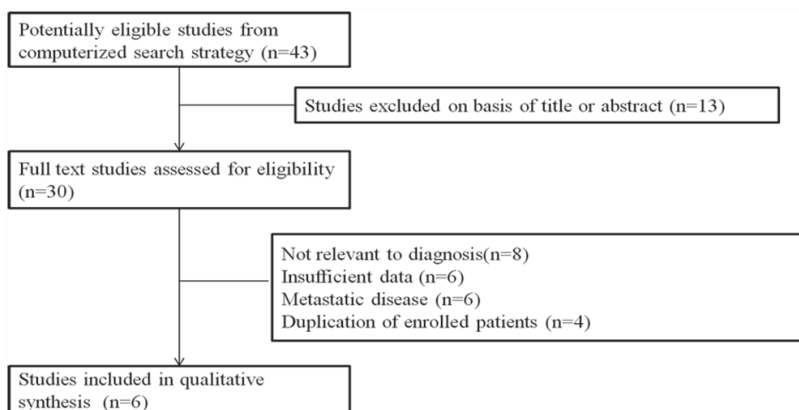 Potentially eligible studies from
computerized search strategy (n=43)
Studies excluded on basis of title or abstract (n=13)
Full text studies assessed for eligibility
(n=30)
Not relevant to diagnosis(n=8)
Insufficient data (n=6)
Metastatic disease (n=6)
Duplication of enrolled patients (n=4)
Studies included in qualitative
synthesis (n=6)